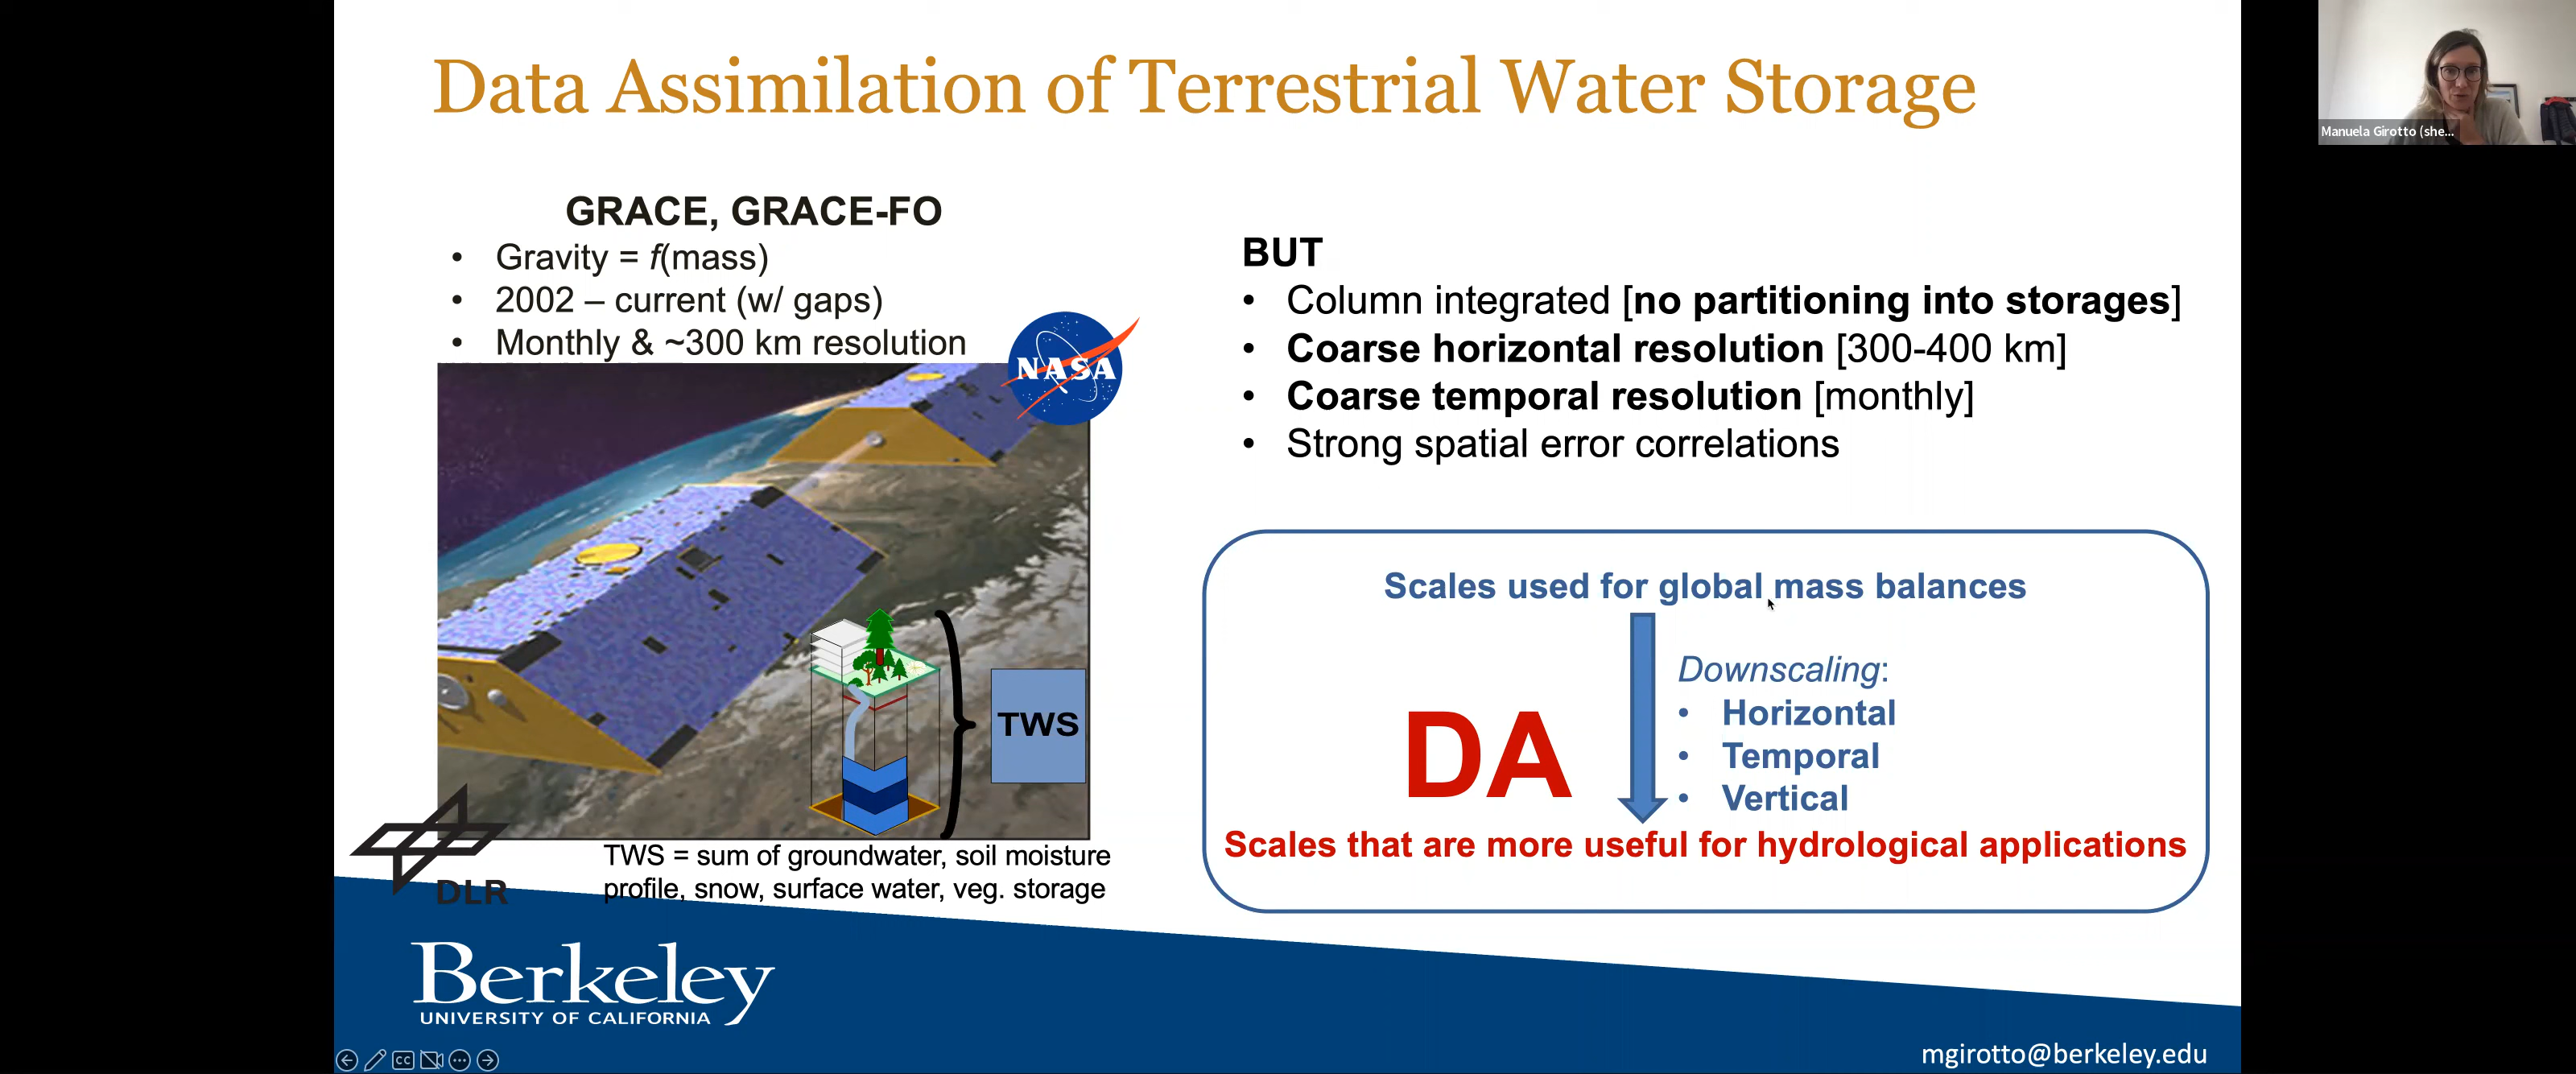 Data Assimilation of Terrestrial Water Storage
Manuela Girotto (she...
GRACE, GRACE-FO
• Gravity = f(mass)
• 2002 – current (w/ gaps)
• Monthly & ~300 km resolution
NASA
TWS
DLR
TWS = sum of groundwater, soil moisture
profile, snow, surface water, veg. storage
BUT
• Column integrated [no partitioning into storages]
• Coarse horizontal resolution [300-400 km]
• Coarse temporal resolution [monthly]
• Strong spatial error correlations
Scales used for global mass balances
Downscaling:
• Horizontal
• Temporal
• Vertical
DA
Scales that are more useful for hydrological applications
Berkeley
UNIVERSITY OF CALIFORNIA
CC
mgirotto@berkeley.edu